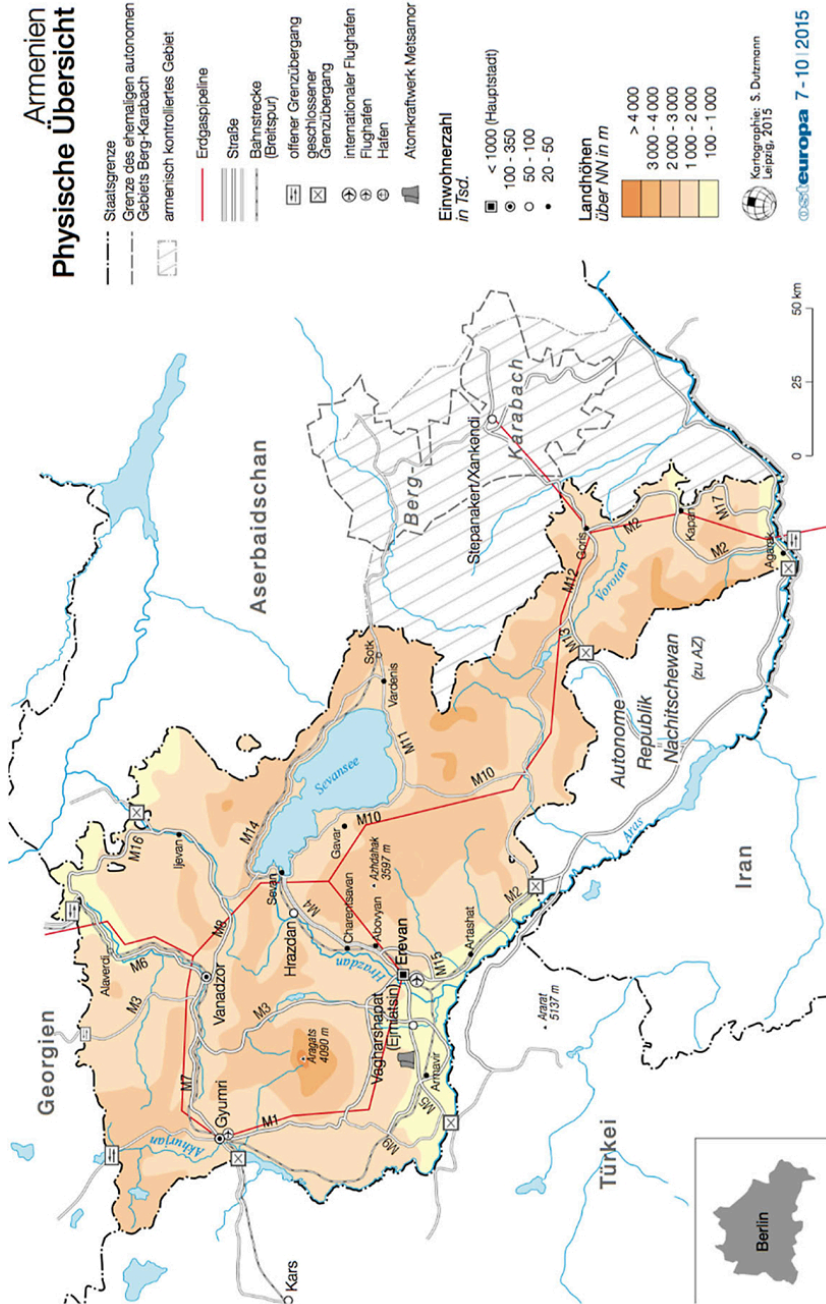 Armenien
Physische Übersicht
Staatsgrenze
Grenze des ehemaligen autonomen
Gebiets Berg-Karabach
armenisch kontrolliertes Gebiet
Erdgaspipeline
Straße
Bahnstrecke
(Breitspur)
offener Grenzübergang
geschlossener
Grenzübergang
internationaler Flughafen
Flughafen
Hafen
Atomkraftwerk Metsamor
Einwohnerzahl
in Tsd.
< 1000 (Hauptstadt)
100 - 350
50 - 100
20 - 50
Landhöhen
über NN in m
> 4 000
3 000 - 4 000
2 000 - 3 000
1 000 - 2 000
100 - 1 000
Kartographie: S. Dutzmann
Leipzig, 2015
osteuropa 7-10 | 2015
Georgien
Aserbaidschan
Türkei
Iran
Autonome
Republik
Nachitschewan
(zu AZ)
Berg-
Karabach
Stepanakert/Xankendi
Alaverdi
M6
M3
M16
Ijevan
M7
Vanadzor
M8
M14
Gyumri
Akhurjan
M1
M3
Aragats
4090 m
Sevan
Sevansee
Hrazdan
M4
Charentsavan
Abovyan
Hrazdan
Gavar
M10
Azhdahak
3597 m
M11
Vardenis
Sotk
M10
Erevan
Vagharshapat
(Ejmiatsin)
M15
Artashat
M2
Armavir
M5
M9
Ararat
5137 m
Aras
M12
M13
Goris
Vorotan
M2
Kapan
M17
M2
Agarak
Kars
Berlin
0
25
50 km